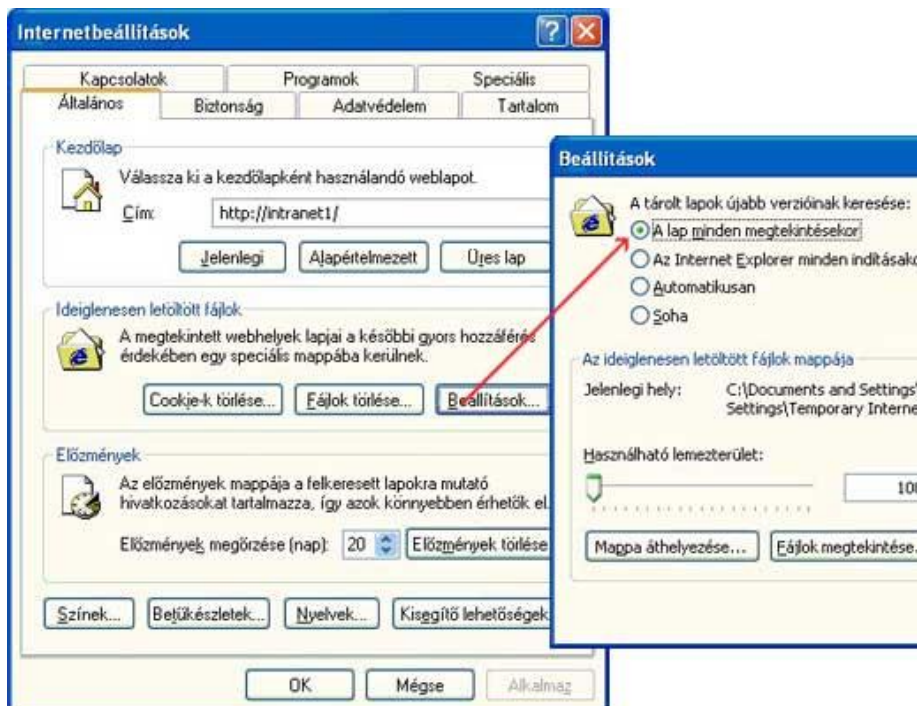 Internetbeállítások
Kapcsolatok
Programok
Speciális
Általános
Biztonság
Adatvédelem
Tartalom
Kezdőlap
Válassza ki a kezdőlapként használandó weblapot.
Cím:
http://intranet1/
Jelenlegi
Alapértelmezett
Üres lap
Ideiglenesen letöltött fájlok
A megtekintett webhelyek lapjai a későbbi gyors hozzáférés
érdekében egy speciális mappába kerülnek.
Cookie-k törlése...
Fájlok törlése...
Beállítások...
Előzmények
Az előzmények mappája a felkeresett lapokra mutató
hivatkozásokat tartalmazza, így azok könnyebben érhetők el.
Előzmények megőrzése (nap):
20
Előzmények törlése
Színek...
Betűkészletek...
Nyelvek...
Kisegítő lehetőségek
OK
Mégse
Alkalmaz
Beállítások
A tárolt lapok újabb verzióinak keresése:
A lap minden megtekintésekor
Az Internet Explorer minden indításako
Automatikusan
Soha
Az ideiglenesen letöltött fájlok mappája
Jelenlegi hely:
C:\Documents and Settings\
Settings\Temporary Interne
Használható lemezterület:
108
Mappa áthelyezése...
Fájlok megtekintése.